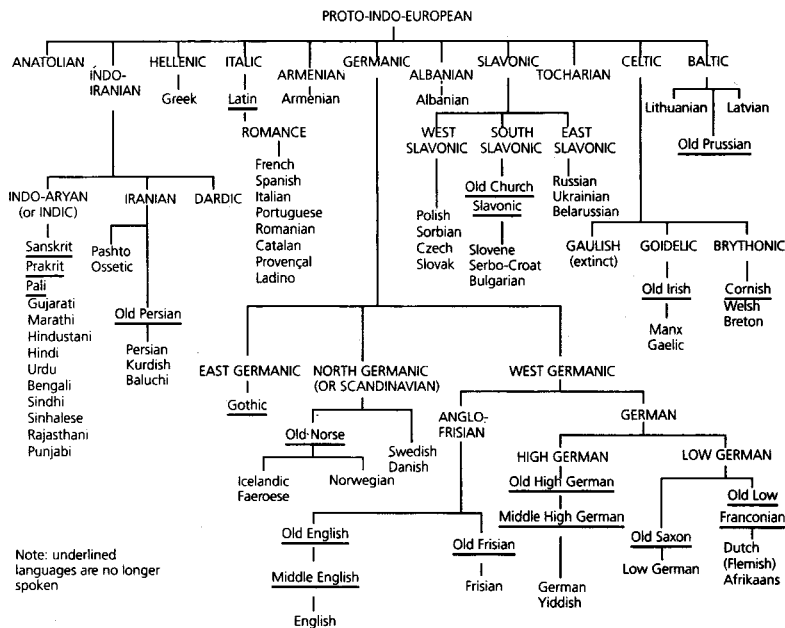 PROTO-INDO-EUROPEAN
ANATOLIAN
INDO-
IRANIAN
HELLENIC
Greek
ITALIC
Latin
ARMENIAN
Armenian
GERMANIC
ALBANIAN
Albanian
SLAVONIC
TOCHARIAN
CELTIC
BALTIC
Lithuanian
Latvian
Old Prussian
ROMANCE
French
Spanish
Italian
Portuguese
Romanian
Catalan
Provençal
Ladino
WEST
SLAVONIC
Polish
Sorbian
Czech
Slovak
SOUTH
SLAVONIC
Old Church
Slavonic
Slovene
Serbo-Croat
Bulgarian
EAST
SLAVONIC
Russian
Ukrainian
Belarussian
INDO-ARYAN
(or INDIC)
Sanskrit
Prakrit
Pali
Gujarati
Marathi
Hindustani
Hindi
Urdu
Bengali
Sindhi
Sinhalese
Rajasthani
Punjabi
IRANIAN
Pashto
Ossetic
Old Persian
Persian
Kurdish
Baluchi
DARDIC
GAULISH
(extinct)
GOIDELIC
Old Irish
Manx
Gaelic
BRYTHONIC
Cornish
Welsh
Breton
EAST GERMANIC
Gothic
NORTH GERMANIC
(OR SCANDINAVIAN)
Old Norse
Icelandic
Faeroese
Norwegian
Swedish
Danish
WEST GERMANIC
ANGLO-
FRISIAN
Old English
Middle English
English
Old Frisian
Frisian
GERMAN
HIGH GERMAN
Old High German
Middle High German
German
Yiddish
LOW GERMAN
Old Saxon
Low German
Old Low
Franconian
Dutch
(Flemish)
Afrikaans
Note: underlined
languages are no longer
spoken